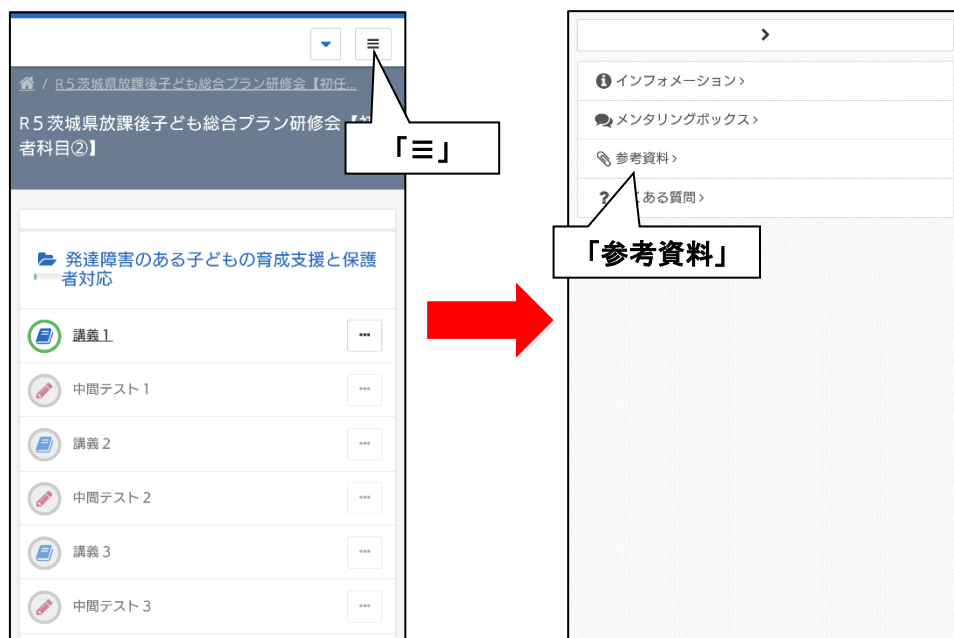 / R5茨城県放課後子ども総合プラン研修会【初任...
R5茨城県放課後子ども総合プラン研修会
者科目②】
「☰」
発達障害のある子どもの育成支援と保護
者対応
講義1
中間テスト1
講義2
中間テスト2
講義3
中間テスト3
インフォメーション
メンタリングボックス
参考資料
ある質問
「参考資料」